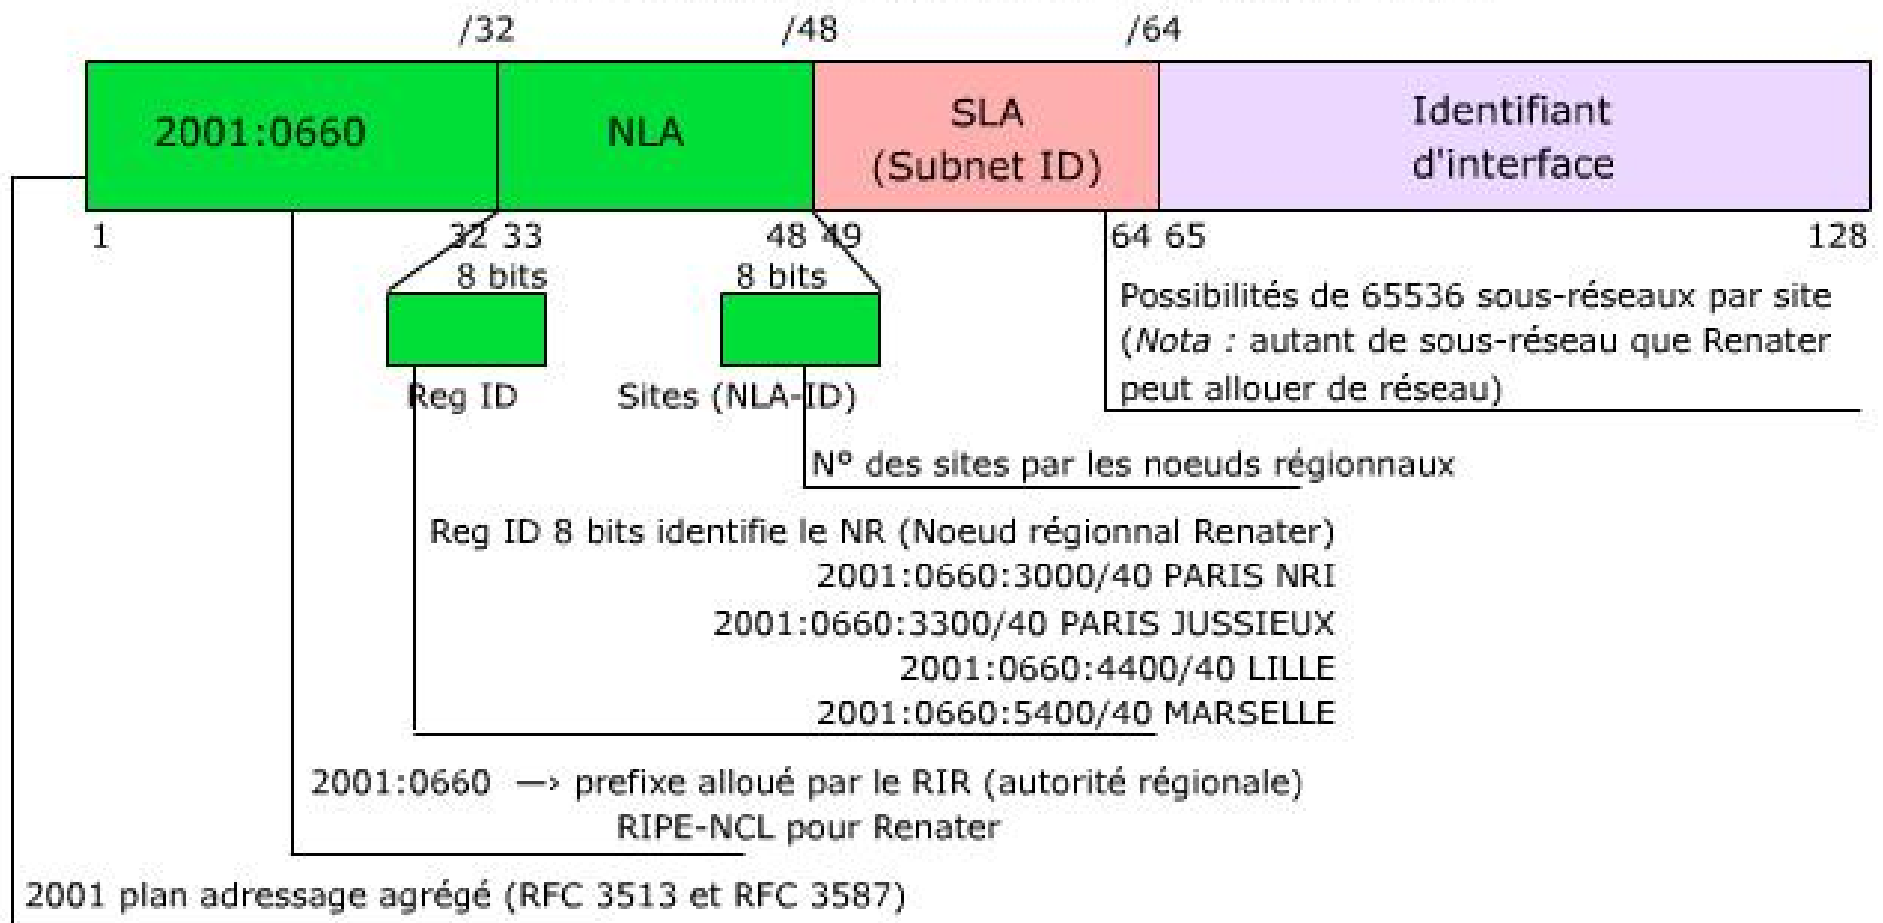 /32 /48 /64
2001:0660 NLA SLA
(Subnet ID) Identifiant
d'interface
1 32 33 48 49 64 65 128
8 bits 8 bits
Reg ID Sites (NLA-ID)
Possibilités de 65536 sous-réseaux par site
(Nota : autant de sous-réseau que Renater
peut allouer de réseau)
N° des sites par les noeuds régionnaux
Reg ID 8 bits identifie le NR (Noeud régionnal Renater)
2001:0660:3000/40 PARIS NRI
2001:0660:3300/40 PARIS JUSSIEUX
2001:0660:4400/40 LILLE
2001:0660:5400/40 MARSELLE
2001:0660 —› prefixe alloué par le RIR (autorité régionale)
RIPE-NCL pour Renater
2001 plan adressage agrégé (RFC 3513 et RFC 3587)